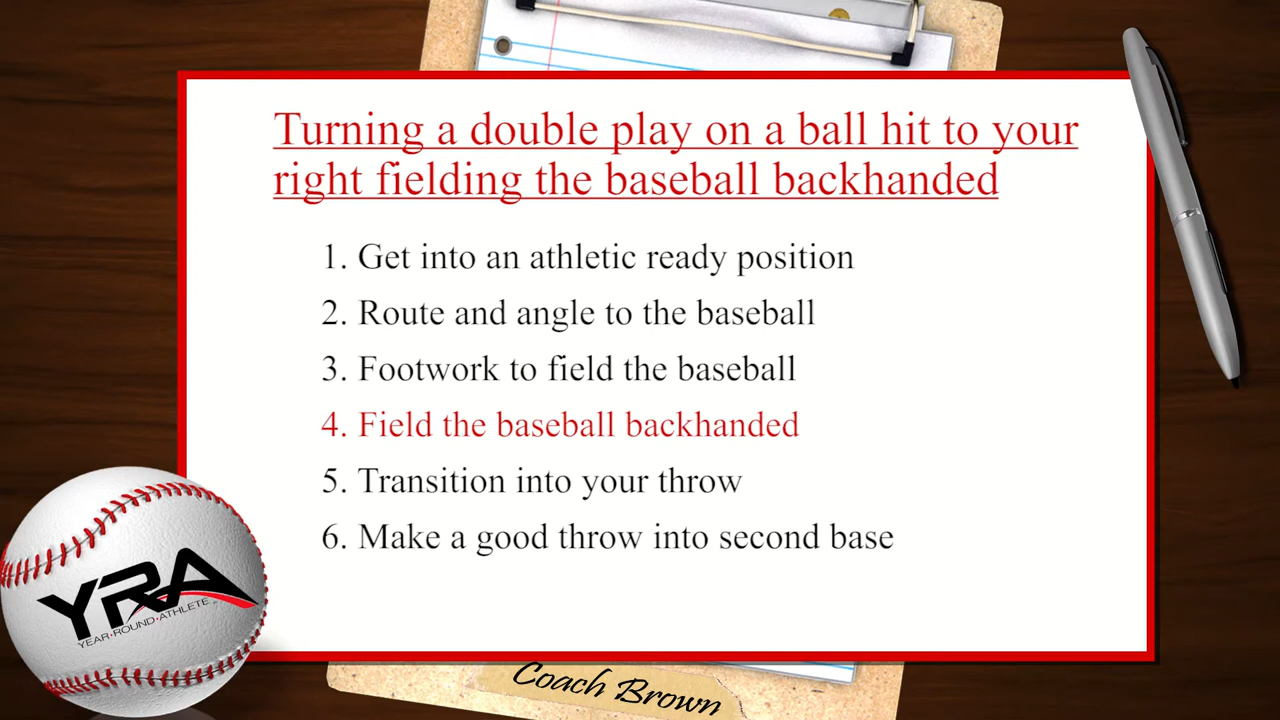 Turning a double play on a ball hit to your
right fielding the baseball backhanded
1. Get into an athletic ready position
2. Route and angle to the baseball
3. Footwork to field the baseball
4. Field the baseball backhanded
5. Transition into your throw
6. Make a good throw into second base
YRA
YEAR·ROUND·ATHLETE
Coach Brown